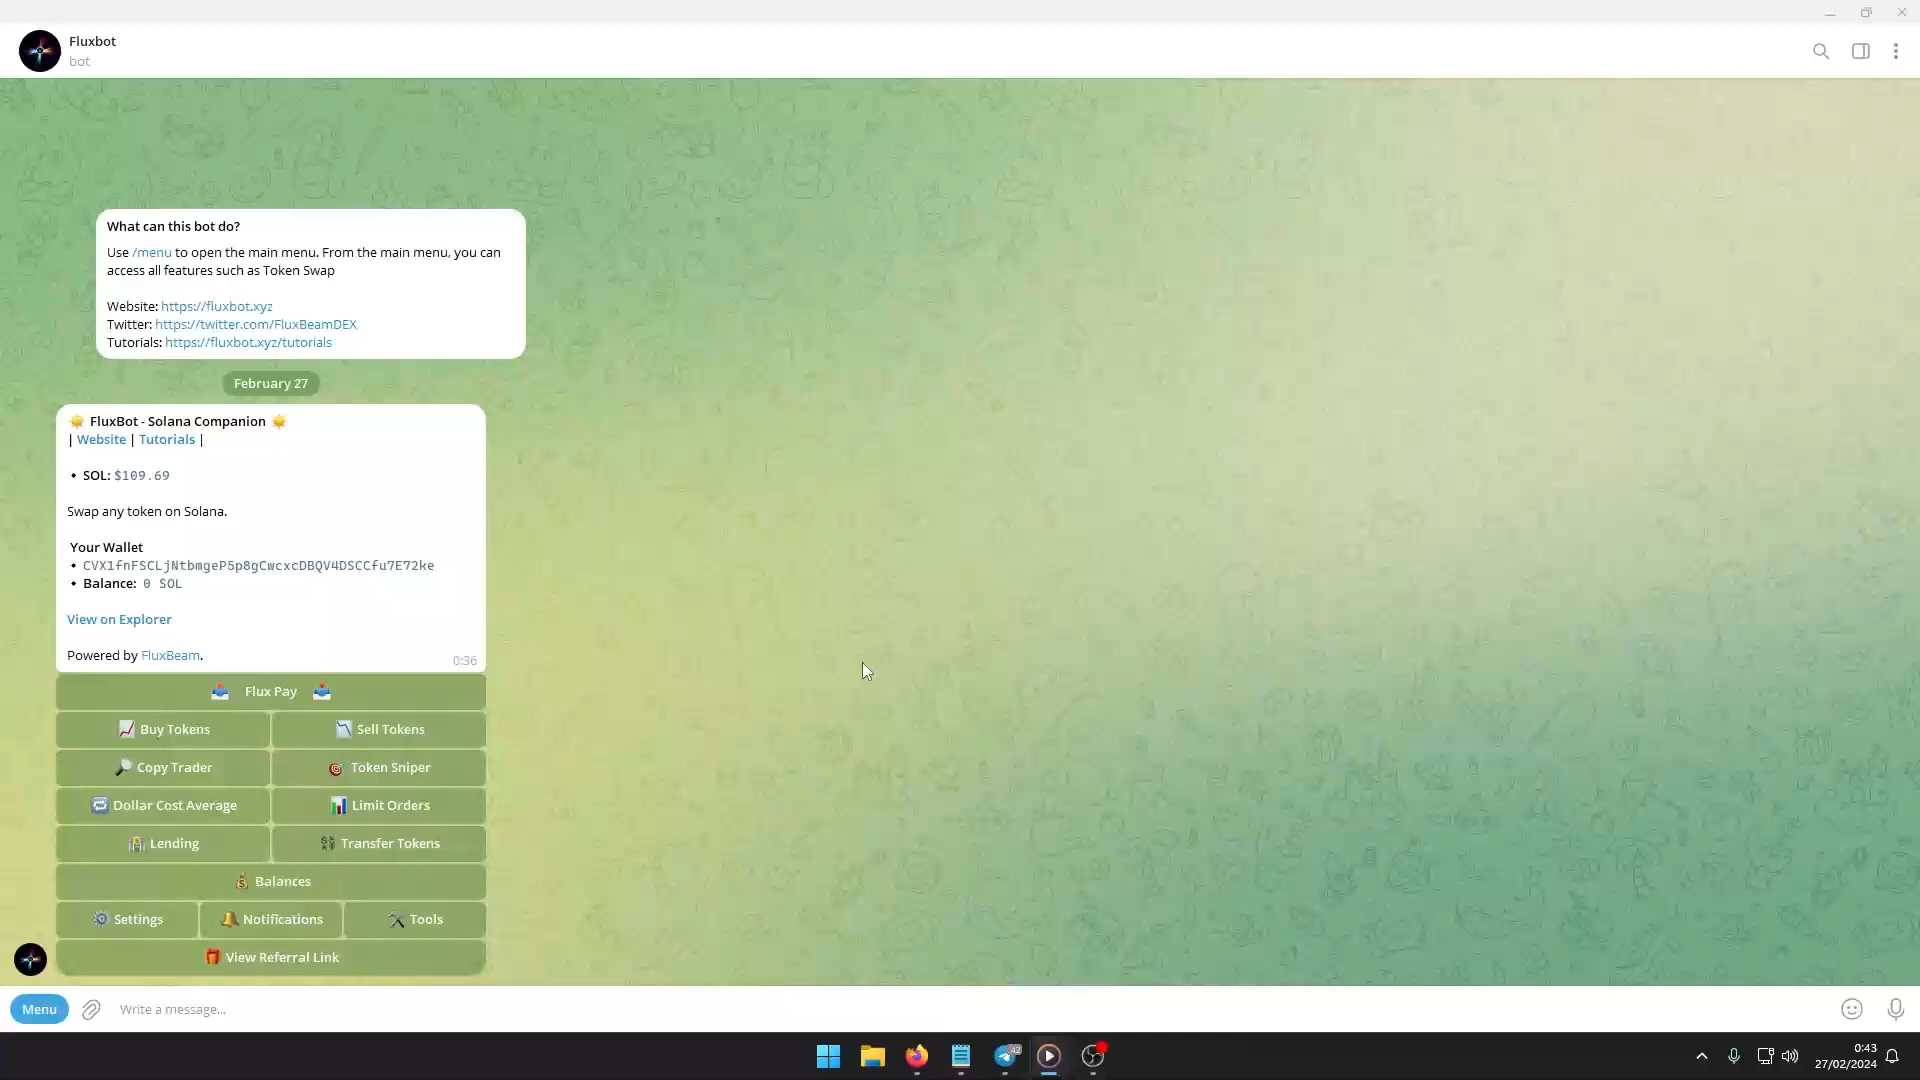 Fluxbot
bot
What can this bot do?
Use /menu to open the main menu. From the main menu, you can
access all features such as Token Swap
Website: https://fluxbot.xyz
Twitter: https://twitter.com/FluxBeamDEX
Tutorials: https://fluxbot.xyz/tutorials
February 27
FluxBot - Solana Companion
| Website | Tutorials |
• SOL: $109.69
Swap any token on Solana.
Your Wallet
• CVX1fnFSCLjNtbmgeP5p8gCwcxcDBQV4DSCCfu7E72ke
• Balance: 0 SOL
View on Explorer
Powered by FluxBeam.
0:36
Flux Pay
Buy Tokens
Sell Tokens
Copy Trader
Token Sniper
Dollar Cost Average
Limit Orders
Lending
Transfer Tokens
Balances
Settings
Notifications
Tools
View Referral Link
Menu
Write a message...
42
0:43
27/02/2024